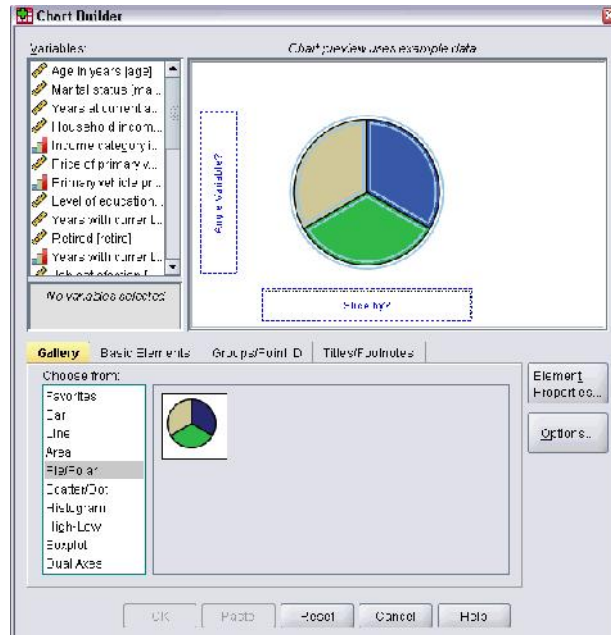 Chart Builder
Variables:
Chart preview uses example data
Age in years [age]
Marital status [ma...
Years at current a...
Household incom...
Income category i...
Price of primary v...
Primary vehicle pr...
Level of education...
Years with current...
Retired [retire]
Years with current...
Job satisfaction [...
No variables selected
Angle Variable?
Slice by?
Gallery
Basic Elements
Groups/Point ID
Titles/Footnotes
Choose from:
Favorites
Bar
Line
Area
Pie/Polar
Scatter/Dot
Histogram
High-Low
Boxplot
Dual Axes
Element
Properties...
Options...
OK
Paste
Reset
Cancel
Help